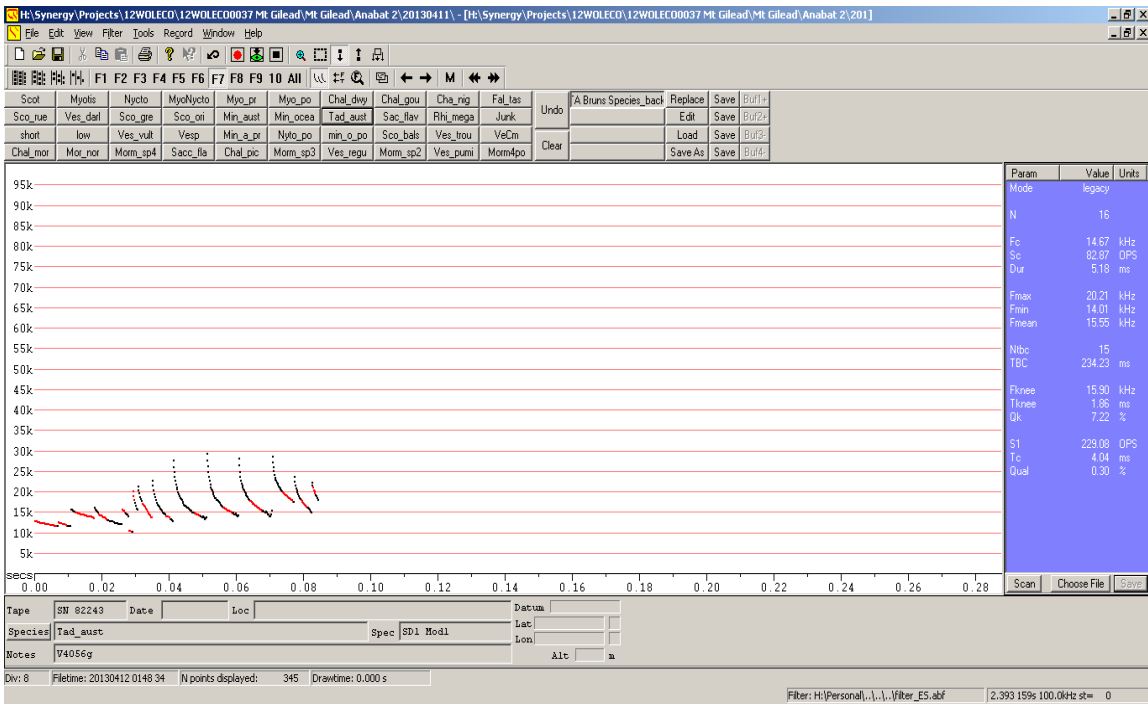 H:\Synergy\Projects\12WOLECO\12WOLECO00037 Mt Gilead\Mt Gilead\Anabat 2\20130411\ - [H:\Synergy\Projects\12WOLECO\12WOLECO00037 Mt Gilead\Mt Gilead\Anabat 2\201]
File Edit View Filter Tools Record Window Help
F1 F2 F3 F4 F5 F6 F7 F8 F9 10 All M
Scot Myotis Nycto MyoNycto Myo_pr Myo_po Chal_dwy Chal_gou Cha_nig Fal_tas Undo TA Bruns Species_back Replace Save Buf1+
Sco_rue Ves_darl Sco_gre Sco_ori Min_aust Min_ocea Tad_aust Sac_flav Rhi_mega Junk Edit Save Buf2+
short low Ves_vult Vesp Min_a_pr Nyto_po min_o_po Sco_bals Ves_trou VeCm Clear Load Save Buf3-
Chal_mor Mor_nor Morm_sp4 Sacc_fla Chal_pic Morm_sp3 Ves_regu Morm_sp2 Ves_pumi Morm4po Save As Save Buf4-
Param Value Units
Mode legacy
N 16
Fc 14.67 kHz
Sc 82.87 OPS
Dur 5.18 ms
Fmax 20.21 kHz
Fmin 14.01 kHz
Fmean 15.55 kHz
Ntbc 15
TBC 234.23 ms
Fknee 15.90 kHz
Tknee 1.86 ms
Qk 7.22 %
S1 229.08 OPS
Tc 4.04 ms
Qual 0.30 %
Scan Choose File Save
95k
90k
85k
80k
75k
70k
65k
60k
55k
50k
45k
40k
35k
30k
25k
20k
15k
10k
5k
secs
0.00 0.02 0.04 0.06 0.08 0.10 0.12 0.14 0.16 0.18 0.20 0.22 0.24 0.26 0.28
Tape SN 82243 Date Loc Datum
Species Tad_aust Spec SD1 Mod1 Lat
Lon
Notes V4056g Alt m
Div: 8 Filetime: 20130412 0148 34 N points displayed: 345 Drawtime: 0.000 s
Filter: H:\Personal\..\..\..\filter_ES.abf 2.393 159s 100.0kHz st= 0